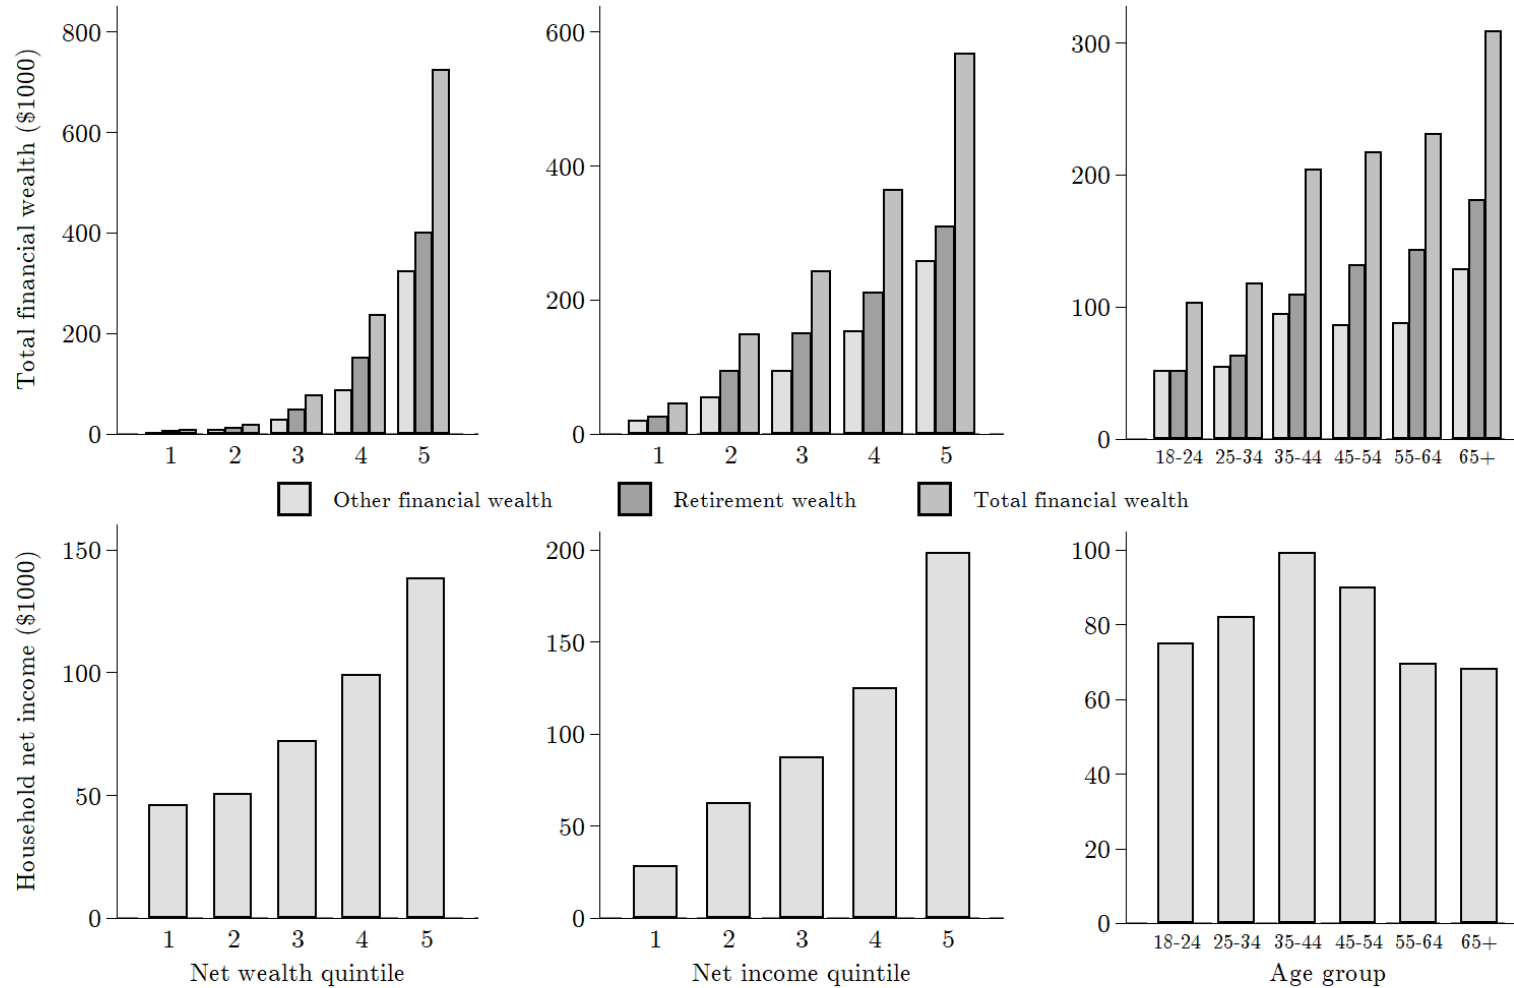 Total financial wealth ($1000)
800
600
400
200
0
1 2 3 4 5
600
400
200
0
1 2 3 4 5
300
200
100
0
18-24 25-34 35-44 45-54 55-64 65+
Other financial wealth Retirement wealth Total financial wealth
Household net income ($1000)
150
100
50
0
1 2 3 4 5
Net wealth quintile
200
150
100
50
0
1 2 3 4 5
Net income quintile
100
80
60
40
20
0
18-24 25-34 35-44 45-54 55-64 65+
Age group